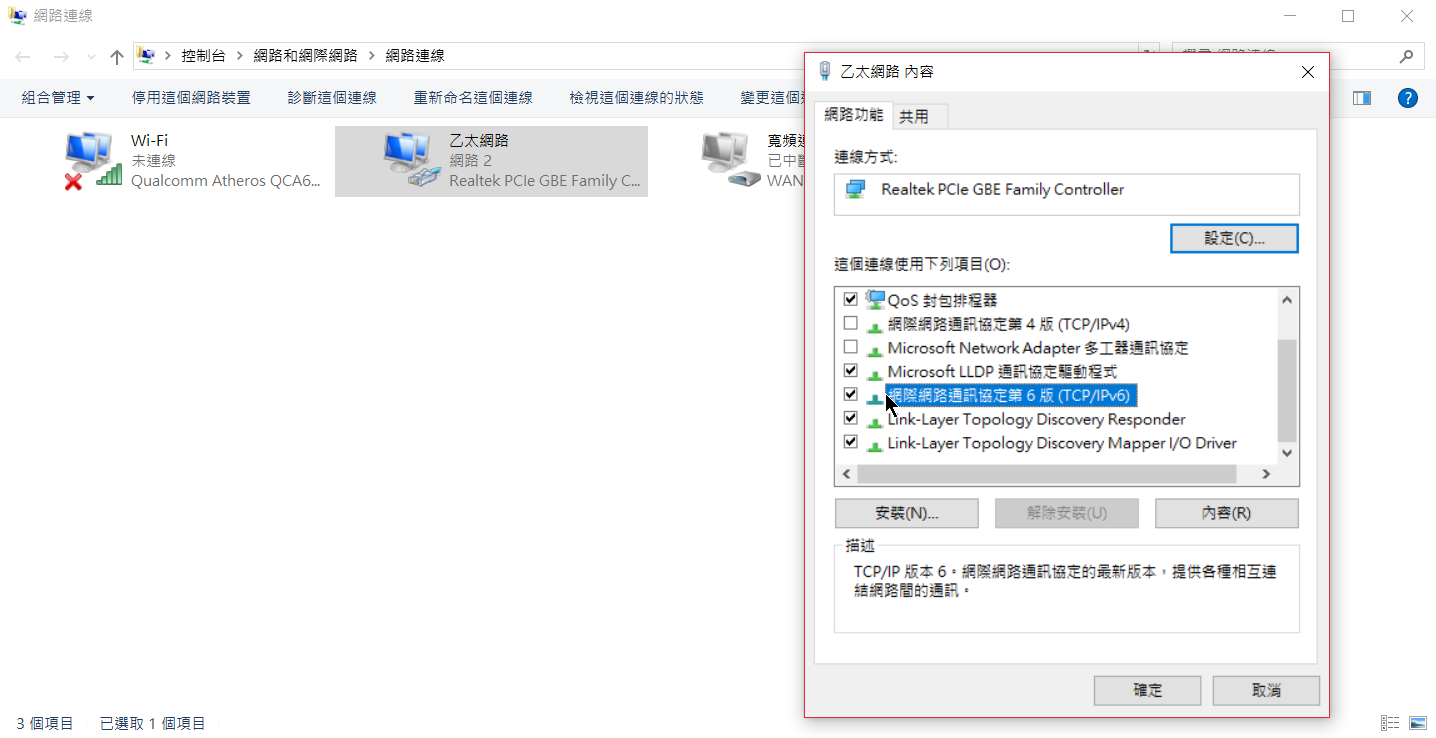 網路連線
控制台 網路和網際網路 網路連線
組合管理 停用這個網路裝置 診斷這個連線 重新命名這個連線 檢視這個連線的狀態 變更這個
Wi-Fi
未連線
Qualcomm Atheros QCA6...
乙太網路
網路 2
Realtek PCIe GBE Family C...
寬頻
已中
WAN
乙太網路 內容
網路功能 共用
連線方式:
Realtek PCIe GBE Family Controller
設定(C)...
這個連線使用下列項目(O):
QoS 封包排程器
網際網路通訊協定第 4 版 (TCP/IPv4)
Microsoft Network Adapter 多工器通訊協定
Microsoft LLDP 通訊協定驅動程式
網際網路通訊協定第 6 版 (TCP/IPv6)
Link-Layer Topology Discovery Responder
Link-Layer Topology Discovery Mapper I/O Driver
安裝(N)... 解除安裝(U) 內容(R)
描述
TCP/IP 版本 6。網際網路通訊協定的最新版本，提供各種相互連
結網路間的通訊。
確定 取消
3 個項目 已選取 1 個項目